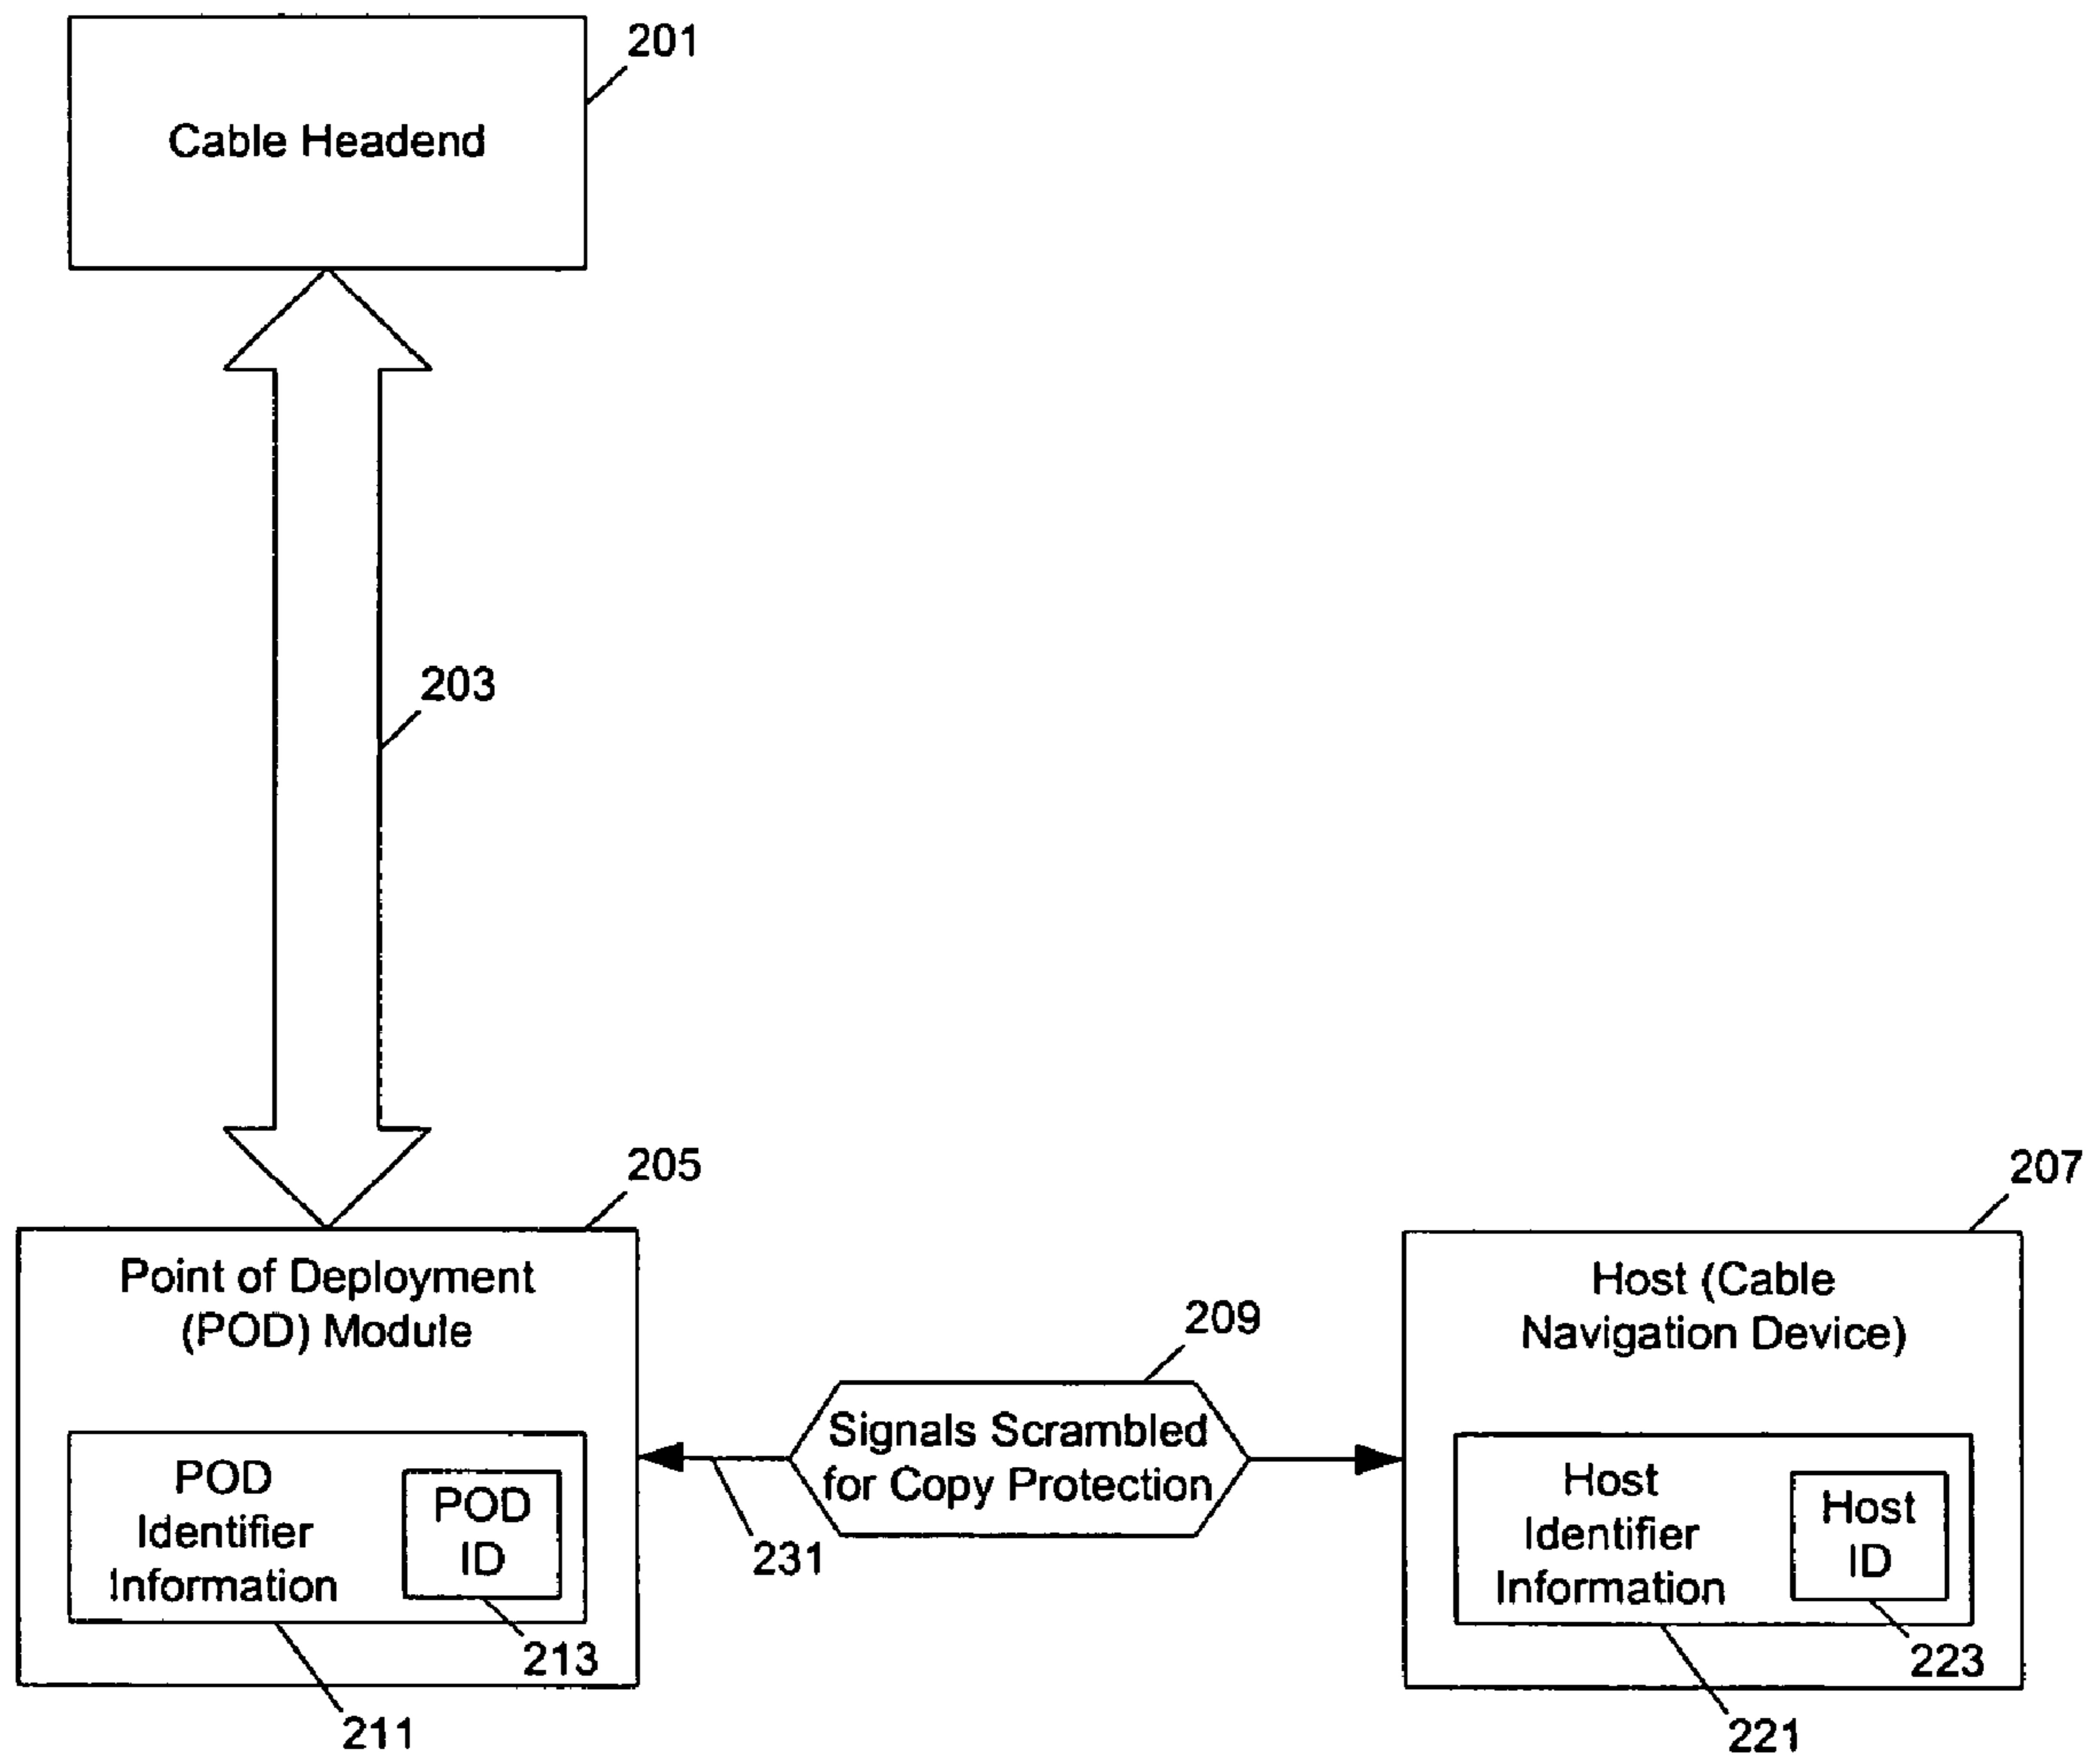 201
Cable Headend
203
205
Point of Deployment
(POD) Module
POD
Identifier
Information
POD
ID
213
211
209
Signals Scrambled
for Copy Protection
231
207
Host (Cable
Navigation Device)
Host
Identifier
Information
Host
ID
223
221